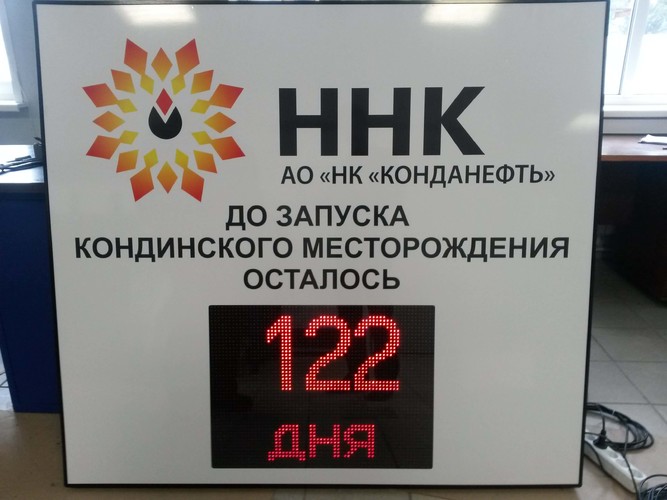 ННК
АО «НК «КОНДАНЕФТЬ»
ДО ЗАПУСКА
КОНДИНСКОГО МЕСТОРОЖДЕНИЯ
ОСТАЛОСЬ
122
ДНЯ